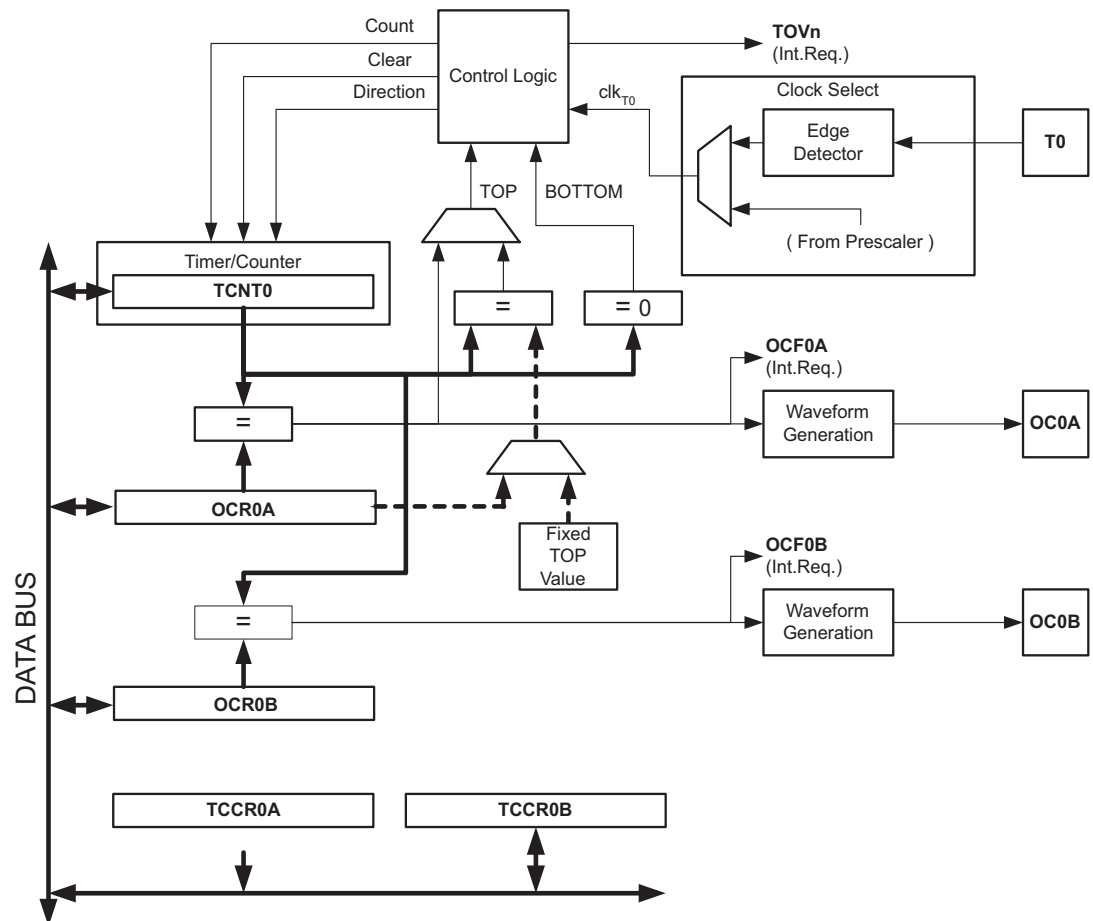 Count
Clear
Direction
Control Logic
TOVn
(Int.Req.)
clkT0
Clock Select
Edge
Detector
T0
( From Prescaler )
TOP
BOTTOM
Timer/Counter
TCNT0
=
= 0
OCF0A
(Int.Req.)
=
Waveform
Generation
OC0A
OCR0A
Fixed
TOP
Value
OCF0B
(Int.Req.)
=
Waveform
Generation
OC0B
DATA BUS
OCR0B
TCCR0A
TCCR0B